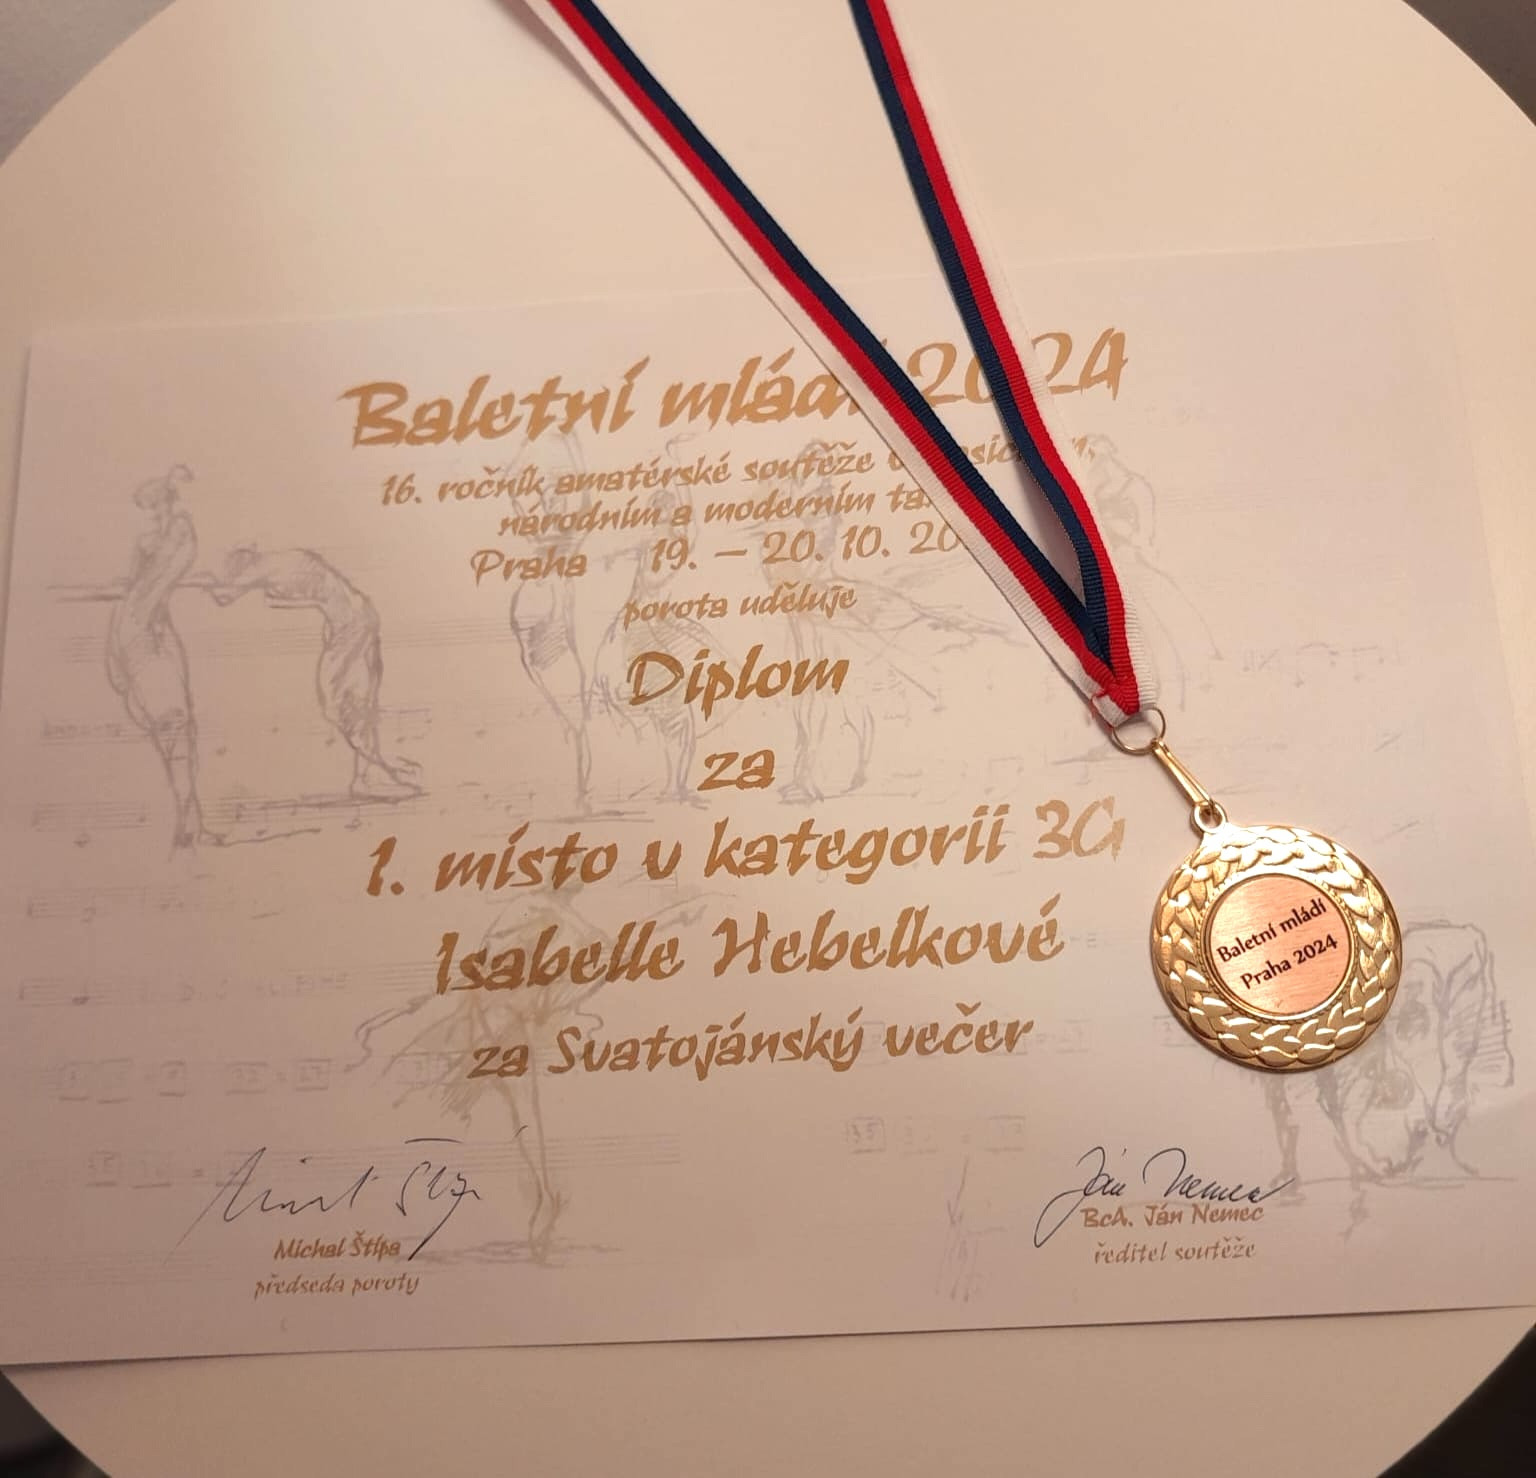 Baletní mládí 2024
16. ročník amatérské soutěže v
národním a moderním
Praha 19. – 20. 10.
porota uděluje
Diplom
za
1. místo v kategorii 3G
Isabelle Hebelkové
za Svatojánský večer
Michal Štípa
předseda poroty
Ján Nemec
BcA. Ján Nemec
ředitel soutěže
Baletní mládí
Praha 2024